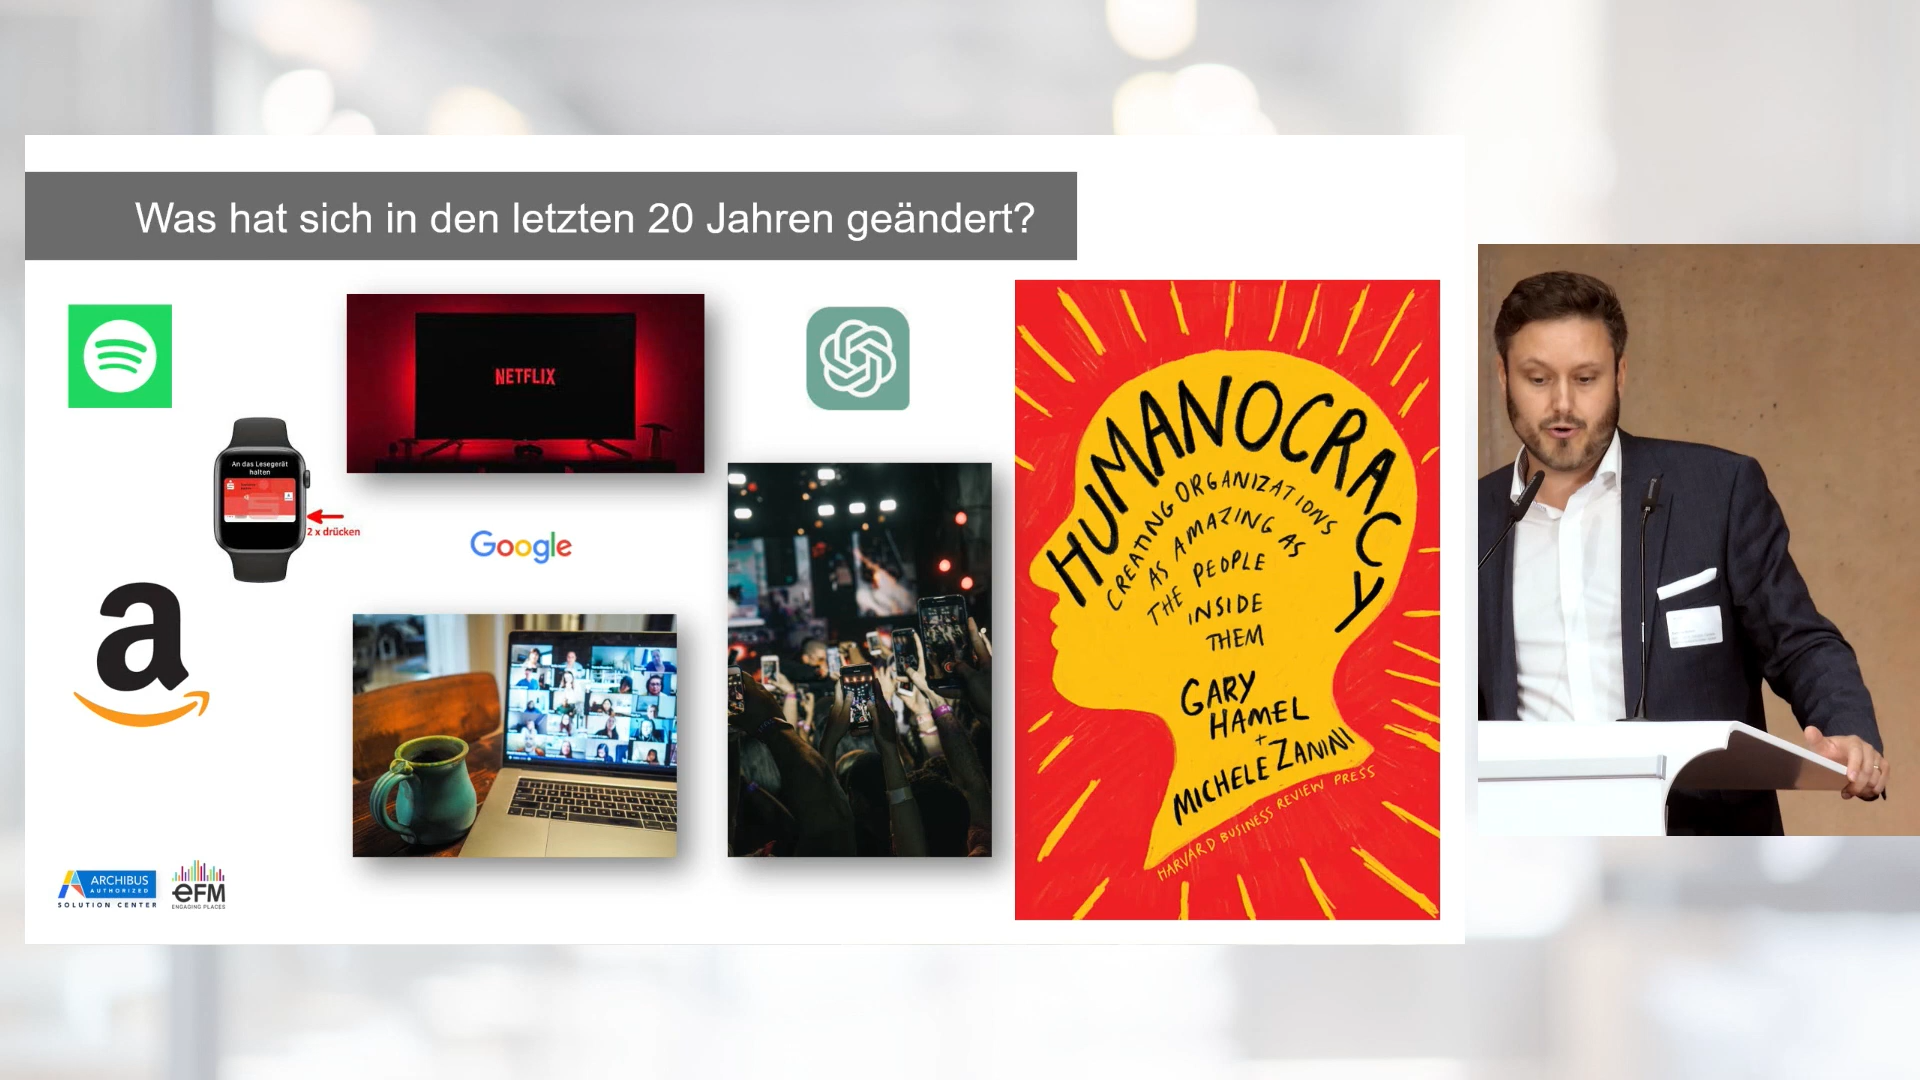 Was hat sich in den letzten 20 Jahren geändert?
NETFLIX
An das Lesegerät
halten
2 x drücken
Google
a
HUMANOCRACY
CREATING ORGANIZATIONS
AS AMAZING AS
THE PEOPLE
INSIDE
THEM
GARY
HAMEL
+
MICHELE ZANINI
HARVARD BUSINESS REVIEW PRESS
ARCHIBUS
AUTHORIZED
SOLUTION CENTER
eFM
ENGAGING PLACES